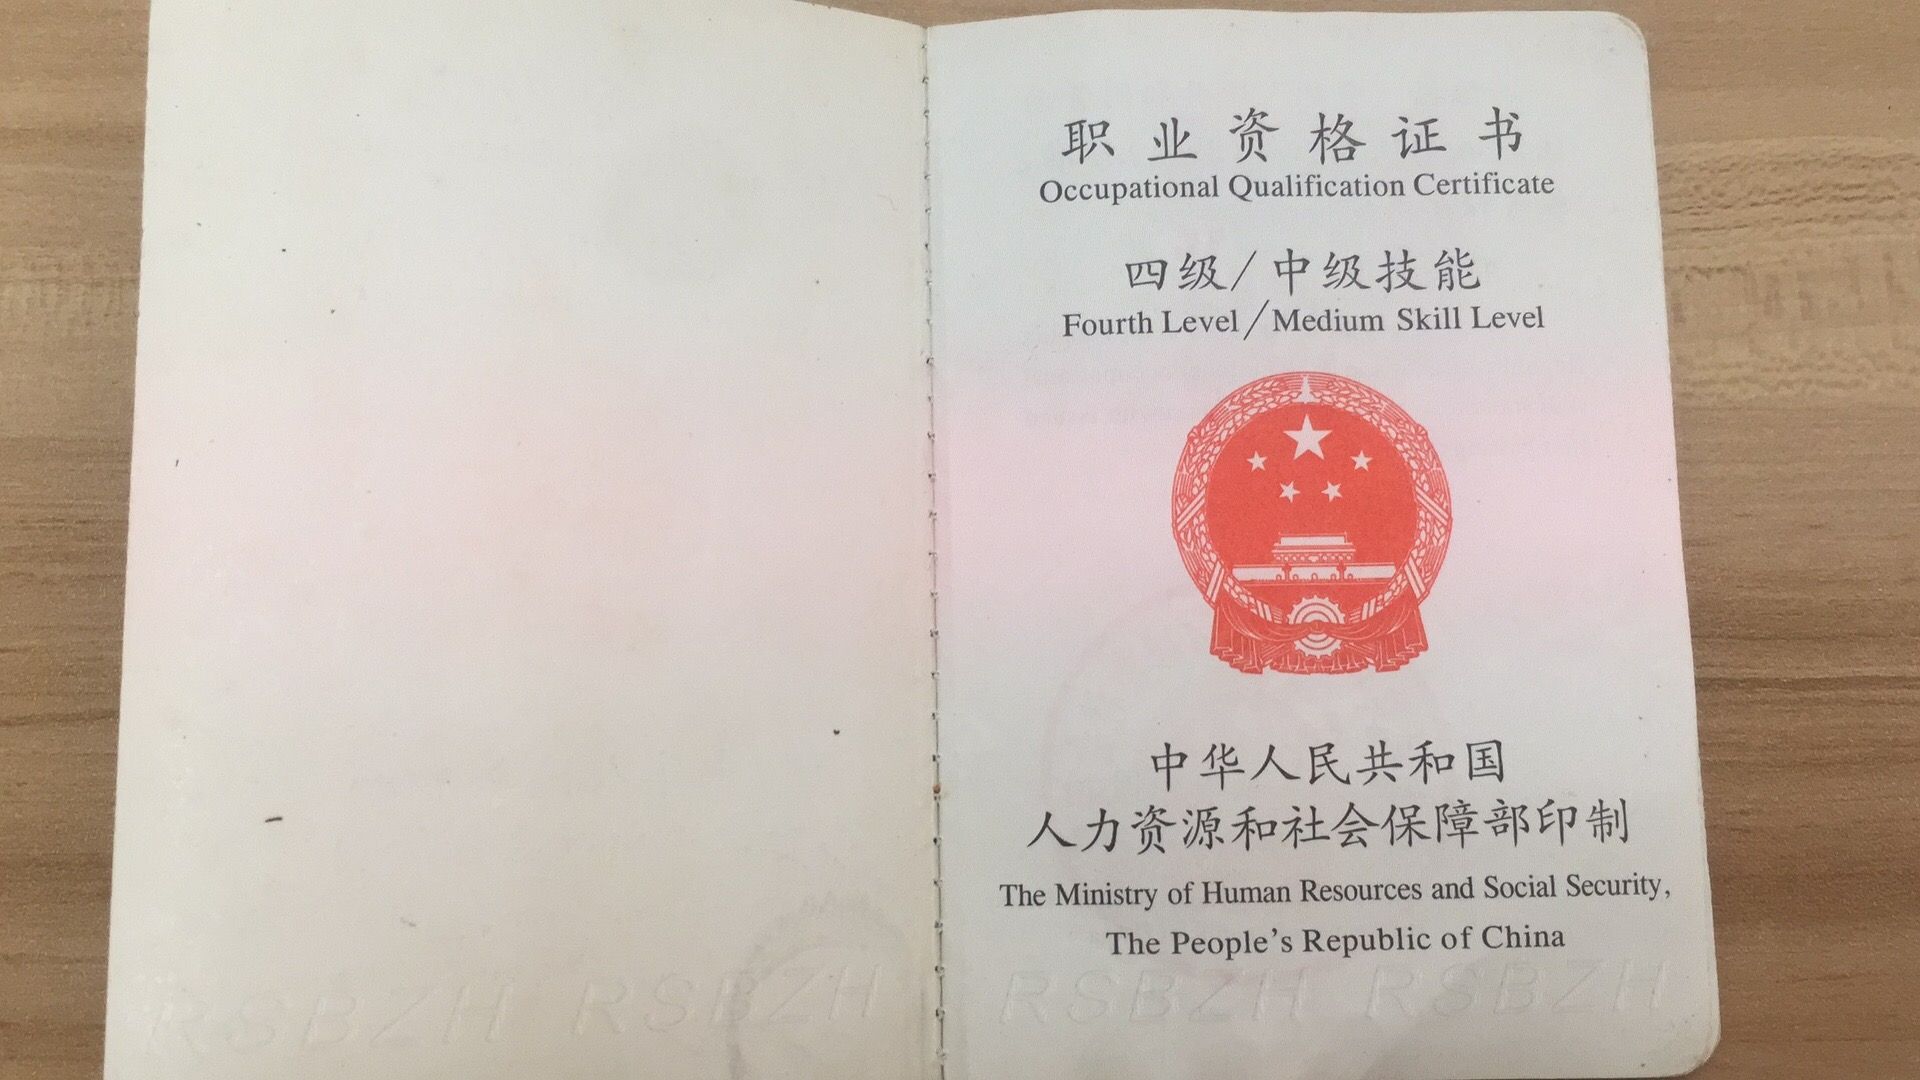 职业资格证书
Occupational Qualification Certificate
四级/中级技能
Fourth Level/Medium Skill Level
中华人民共和国
人力资源和社会保障部印制
The Ministry of Human Resources and Social Security,
The People's Republic of China
RSBZH RSBZH RSBZH RSBZH